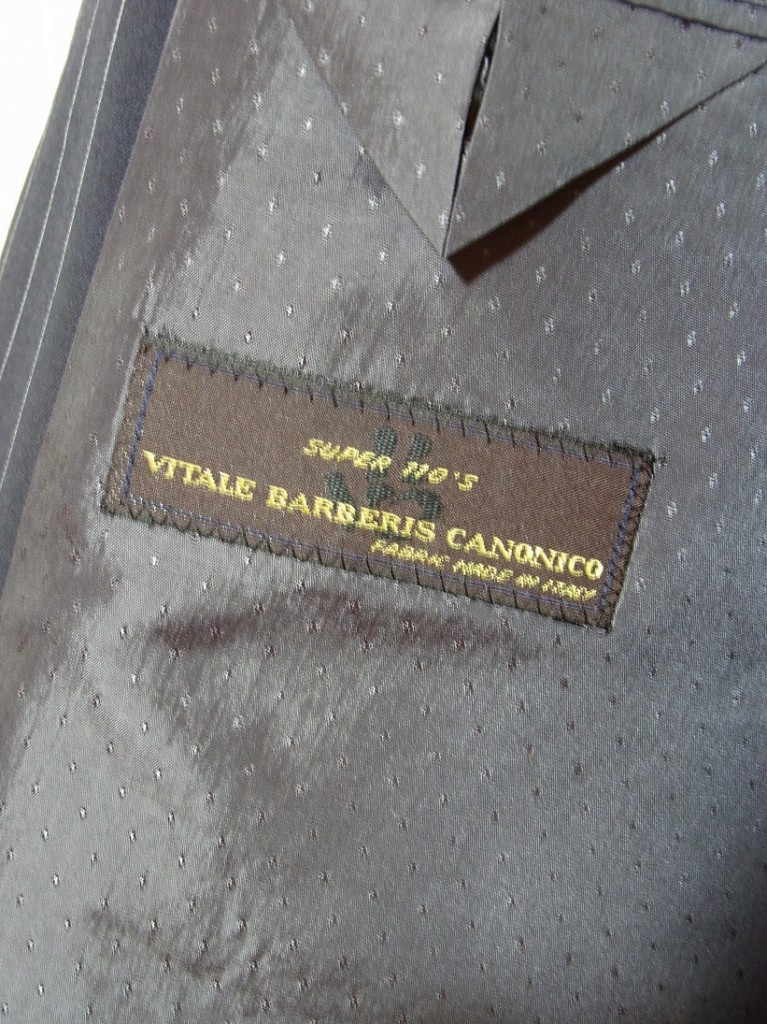 SUPER 110'S
VITALE BARBERIS CANONICO
FABRIC MADE IN ITALY